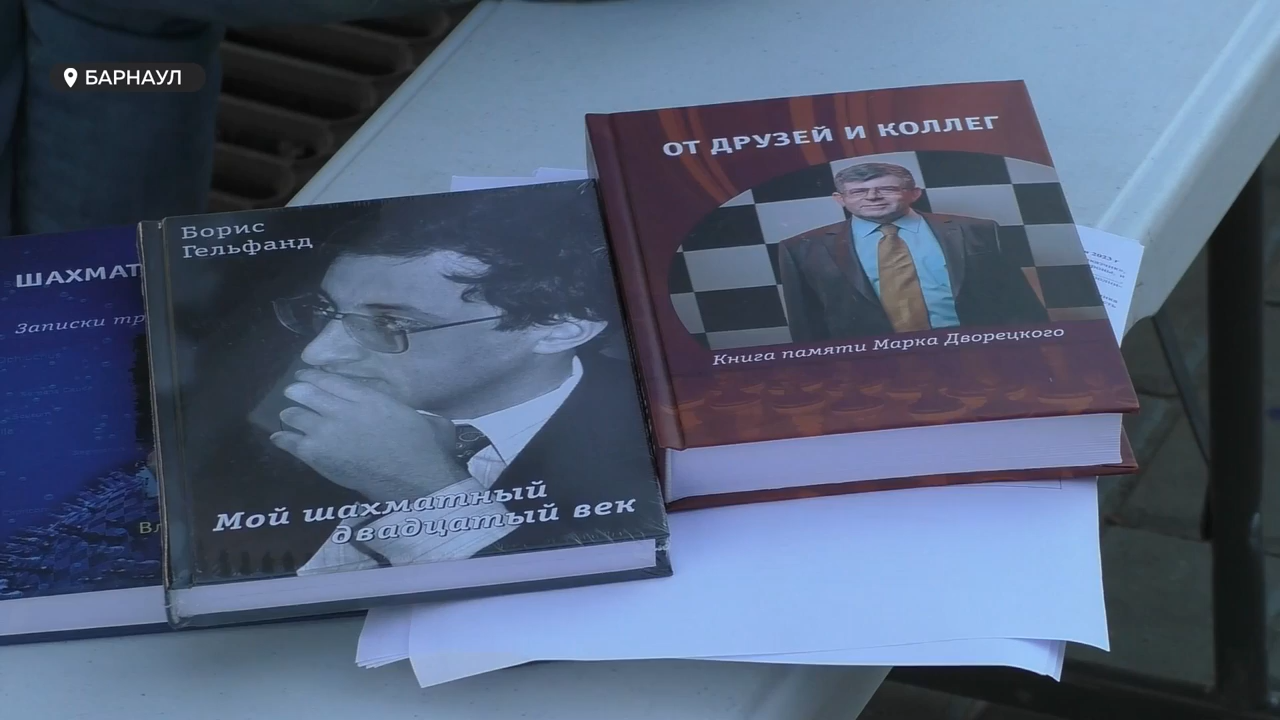 БАРНАУЛ
ОТ ДРУЗЕЙ И КОЛЛЕГ
Книга памяти Марка Дворецкого
Борис
Гельфанд
Мой шахматный
двадцатый век
ШАХМАТ
Записки тр
Вл